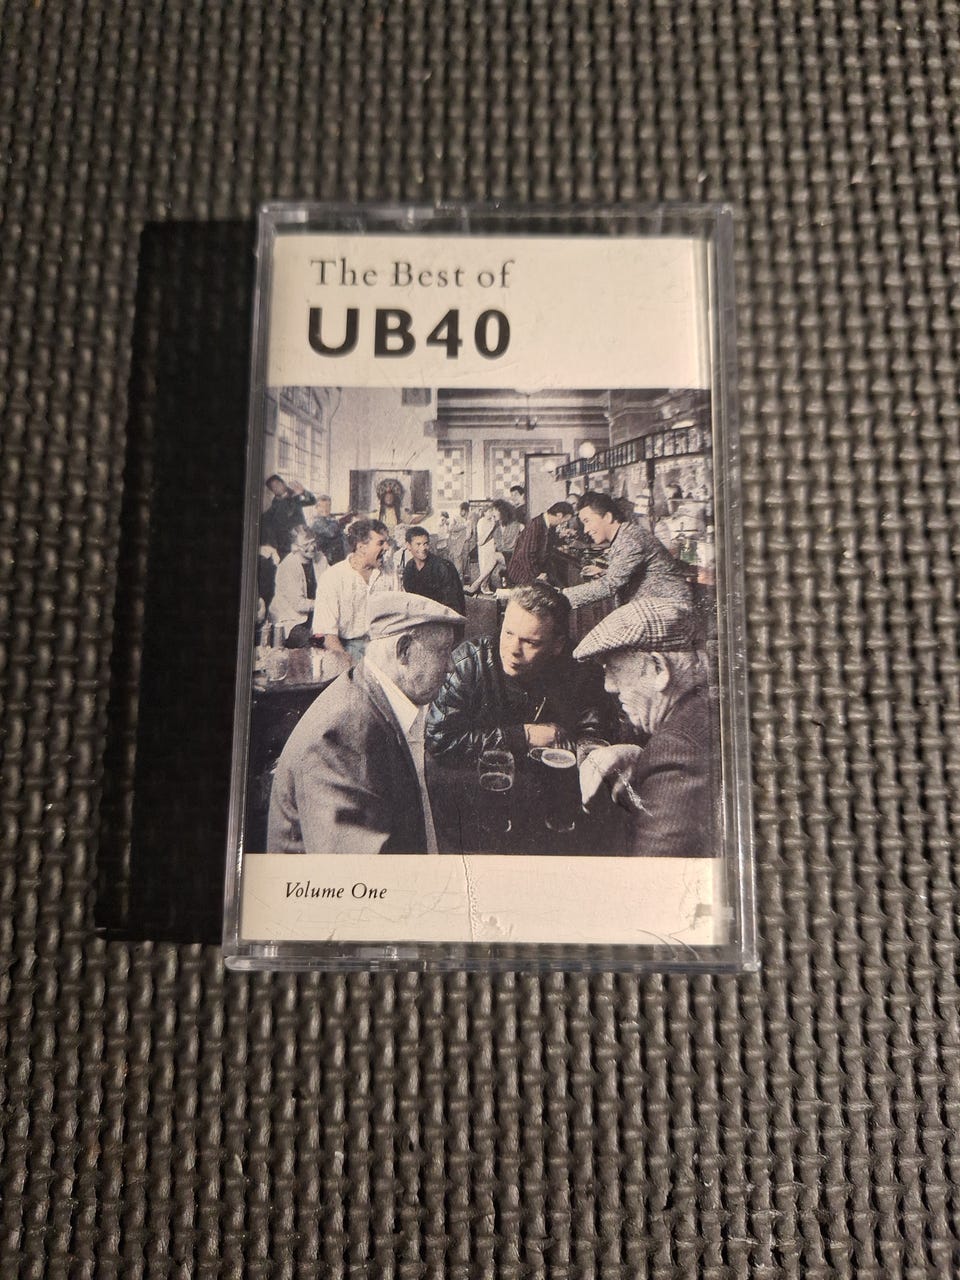 The Best of
UB40
Volume One